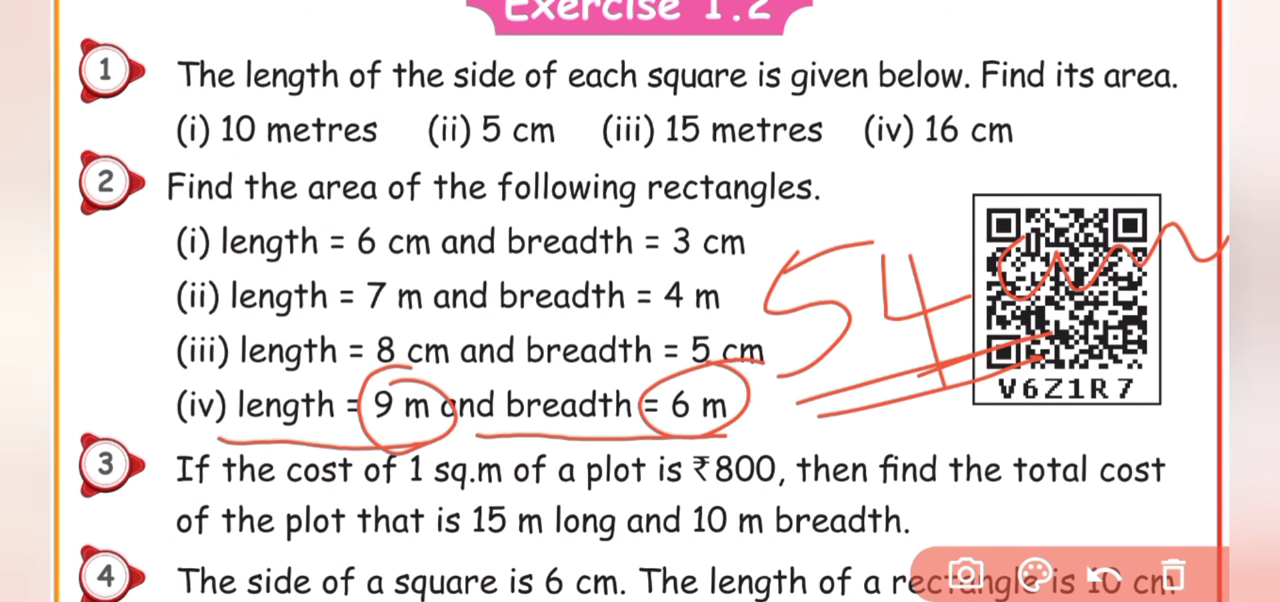 Exercise 1.2
1 The length of the side of each square is given below. Find its area.
(i) 10 metres (ii) 5 cm (iii) 15 metres (iv) 16 cm
2 Find the area of the following rectangles.
(i) length = 6 cm and breadth = 3 cm
(ii) length = 7 m and breadth = 4 m
(iii) length = 8 cm and breadth = 5 cm
54 cm
(iv) length = 9 m and breadth = 6 m
V6Z1R7
3 If the cost of 1 sq.m of a plot is ₹800, then find the total cost
of the plot that is 15 m long and 10 m breadth.
4 The side of a square is 6 cm. The length of a rectangle is 10 cm.